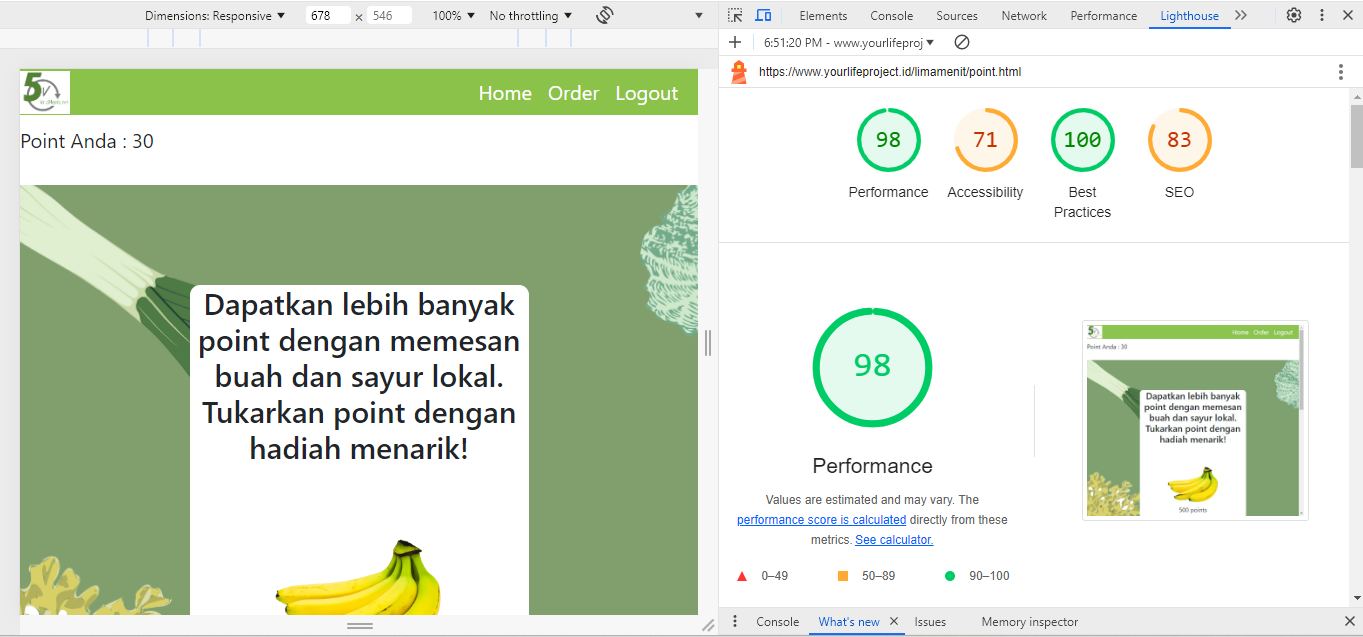 Dimensions: Responsive 678 × 546 100% No throttling
Elements Console Sources Network Performance Lighthouse
6:51:20 PM - www.yourlifeproj
https://www.yourlifeproject.id/limamenit/point.html
5
Home Order Logout
Point Anda : 30
Dapatkan lebih banyak
point dengan memesan
buah dan sayur lokal.
Tukarkan point dengan
hadiah menarik!
98 71 100 83
Performance Accessibility Best
Practices SEO
98
Performance
Values are estimated and may vary. The
performance score is calculated directly from these
metrics. See calculator.
0–49 50–89 90–100
5
Home Order Logout
Point Anda : 30
Dapatkan lebih banyak
point dengan memesan
buah dan sayur lokal.
Tukarkan point dengan
hadiah menarik!
500 points
Console What's new Issues Memory inspector